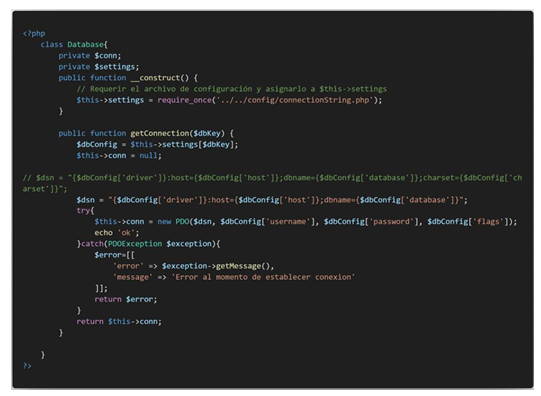 <?php
class Database{
private $conn;
private $settings;
public function __construct() {
// Requerir el archivo de configuración y asignarlo a $this->settings
$this->settings = require_once('../../config/connectionString.php');
}
public function getConnection($dbKey) {
$dbConfig = $this->settings[$dbKey];
$this->conn = null;
// $dsn = "{$dbConfig['driver']}:host={$dbConfig['host']};dbname={$dbConfig['database']};charset={$dbConfig['ch
arset']}";
$dsn = "{$dbConfig['driver']}:host={$dbConfig['host']};dbname={$dbConfig['database']}";
try{
$this->conn = new PDO($dsn, $dbConfig['username'], $dbConfig['password'], $dbConfig['flags']);
echo 'ok';
}catch(PDOException $exception){
$error=[[
'error' => $exception->getMessage(),
'message' => 'Error al momento de establecer conexion'
]];
return $error;
}
return $this->conn;
}
}
?>